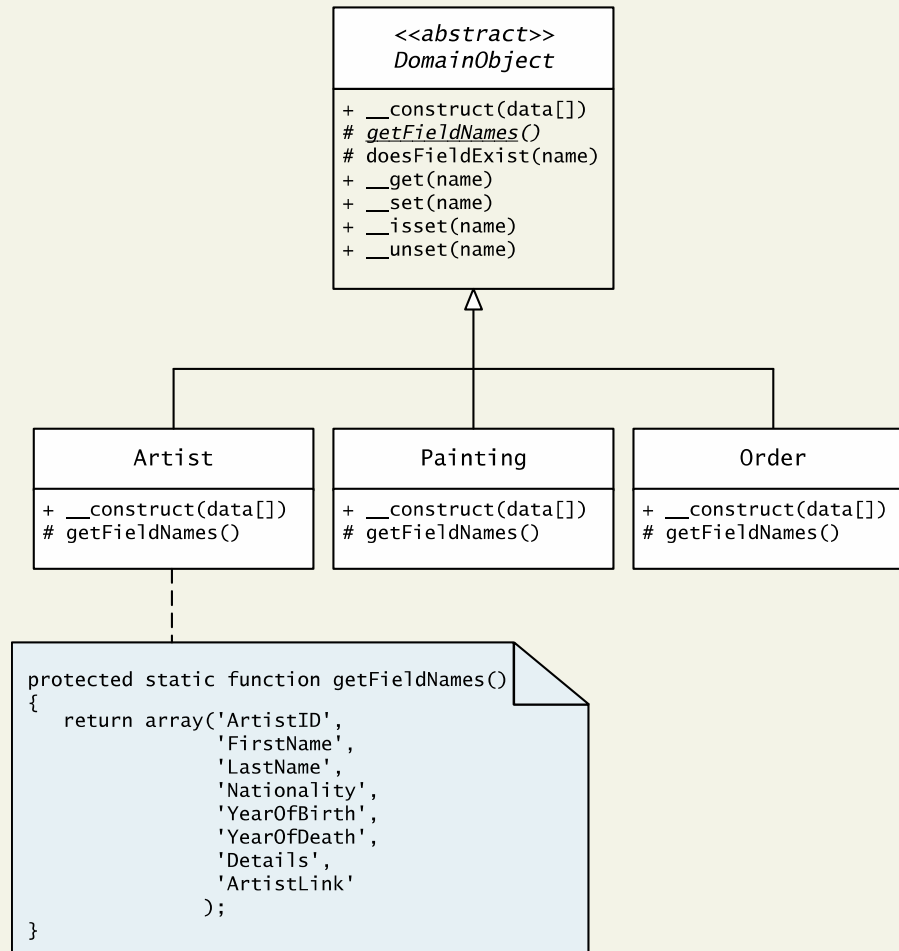 <<abstract>>
DomainObject
+ __construct(data[])
# getFieldNames()
# doesFieldExist(name)
+ __get(name)
+ __set(name)
+ __isset(name)
+ __unset(name)
Artist
+ __construct(data[])
# getFieldNames()
Painting
+ __construct(data[])
# getFieldNames()
Order
+ __construct(data[])
# getFieldNames()
protected static function getFieldNames()
{
return array('ArtistID',
'FirstName',
'LastName',
'Nationality',
'YearOfBirth',
'YearOfDeath',
'Details',
'ArtistLink'
);
}